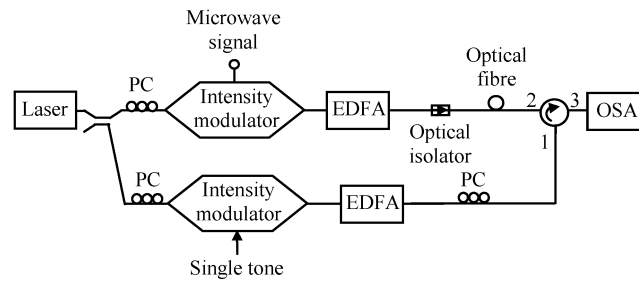 Microwave
signal
PC
Optical
fibre
Laser
Intensity
modulator
EDFA
2
3
OSA
Optical
isolator
1
PC
Intensity
modulator
EDFA
PC
Single tone